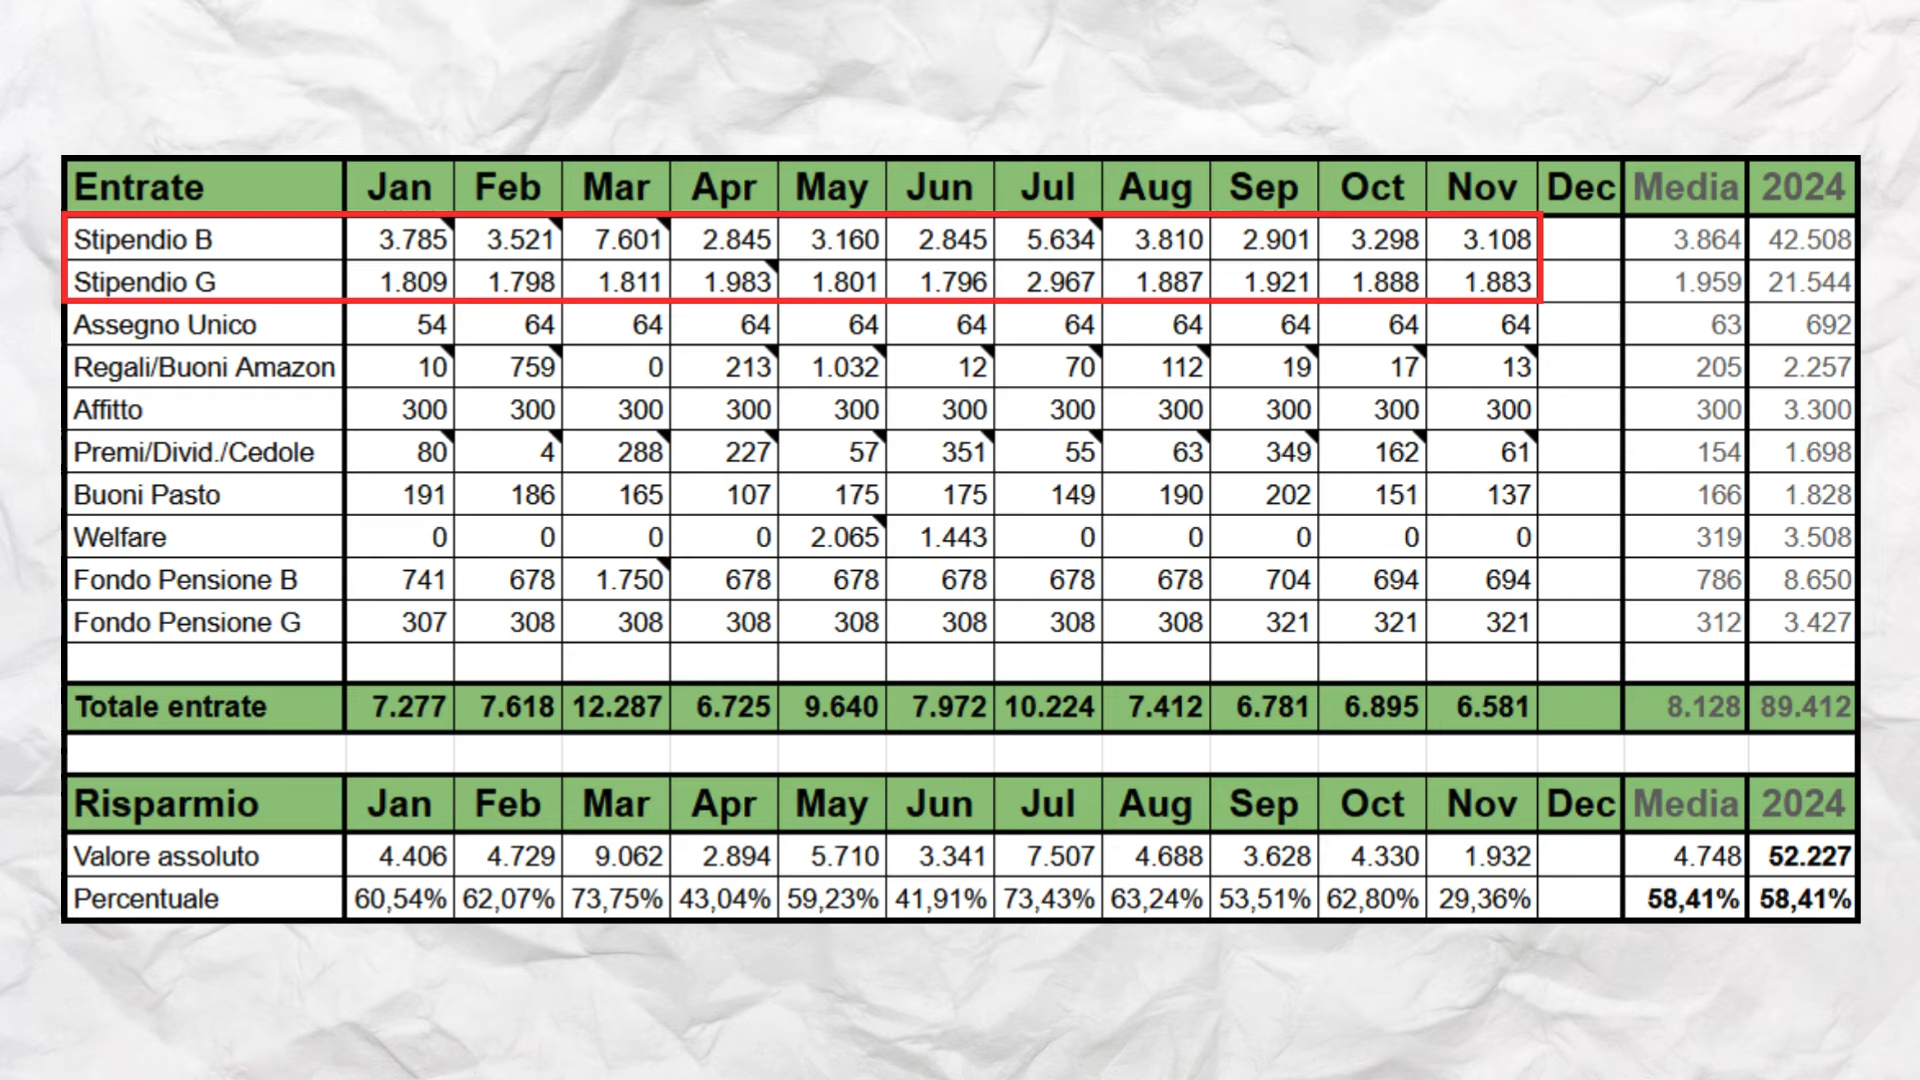 Entrate Jan Feb Mar Apr May Jun Jul Aug Sep Oct Nov Dec Media 2024
Stipendio B 3.785 3.521 7.601 2.845 3.160 2.845 5.634 3.810 2.901 3.298 3.108 3.864 42.508
Stipendio G 1.809 1.798 1.811 1.983 1.801 1.796 2.967 1.887 1.921 1.888 1.883 1.959 21.544
Assegno Unico 54 64 64 64 64 64 64 64 64 64 64 63 692
Regali/Buoni Amazon 10 759 0 213 1.032 12 70 112 19 17 13 205 2.257
Affitto 300 300 300 300 300 300 300 300 300 300 300 300 3.300
Premi/Divid./Cedole 80 4 288 227 57 351 55 63 349 162 61 154 1.698
Buoni Pasto 191 186 165 107 175 175 149 190 202 151 137 166 1.828
Welfare 0 0 0 0 2.065 1.443 0 0 0 0 0 319 3.508
Fondo Pensione B 741 678 1.750 678 678 678 678 678 704 694 694 786 8.650
Fondo Pensione G 307 308 308 308 308 308 308 308 321 321 321 312 3.427
Totale entrate 7.277 7.618 12.287 6.725 9.640 7.972 10.224 7.412 6.781 6.895 6.581 8.128 89.412
Risparmio Jan Feb Mar Apr May Jun Jul Aug Sep Oct Nov Dec Media 2024
Valore assoluto 4.406 4.729 9.062 2.894 5.710 3.341 7.507 4.688 3.628 4.330 1.932 4.748 52.227
Percentuale 60,54% 62,07% 73,75% 43,04% 59,23% 41,91% 73,43% 63,24% 53,51% 62,80% 29,36% 58,41% 58,41%